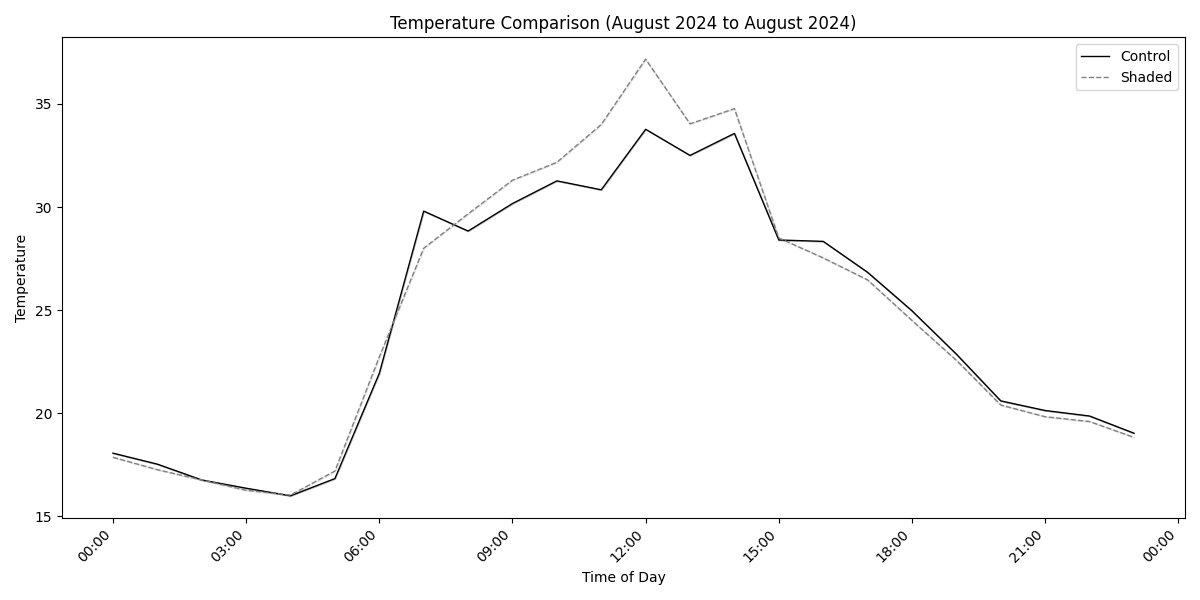 Temperature Comparison (August 2024 to August 2024)
Control
Shaded
Temperature
35
30
25
20
15
00:00
03:00
06:00
09:00
12:00
15:00
18:00
21:00
00:00
Time of Day